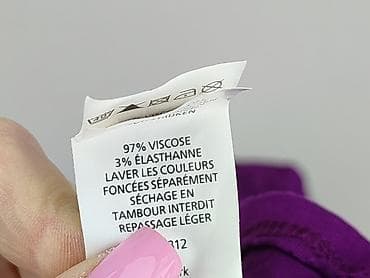 97% VISCOSE
3% ÉLASTHANNE
LAVER LES COULEURS
FONCÉES SÉPARÉMENT
SÉCHAGE EN
TAMBOUR INTERDIT
REPASSAGE LÉGER